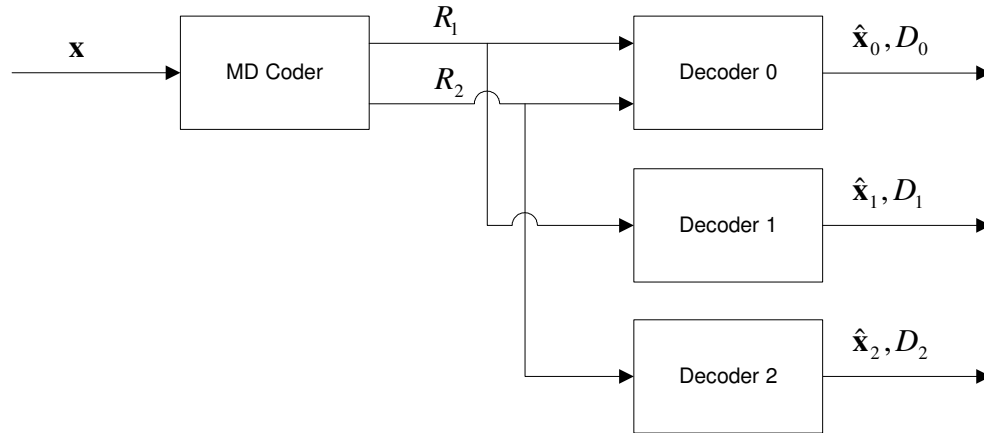 x
MD Coder
R₁
R₂
Decoder 0
x̂₀, D₀
Decoder 1
x̂₁, D₁
Decoder 2
x̂₂, D₂